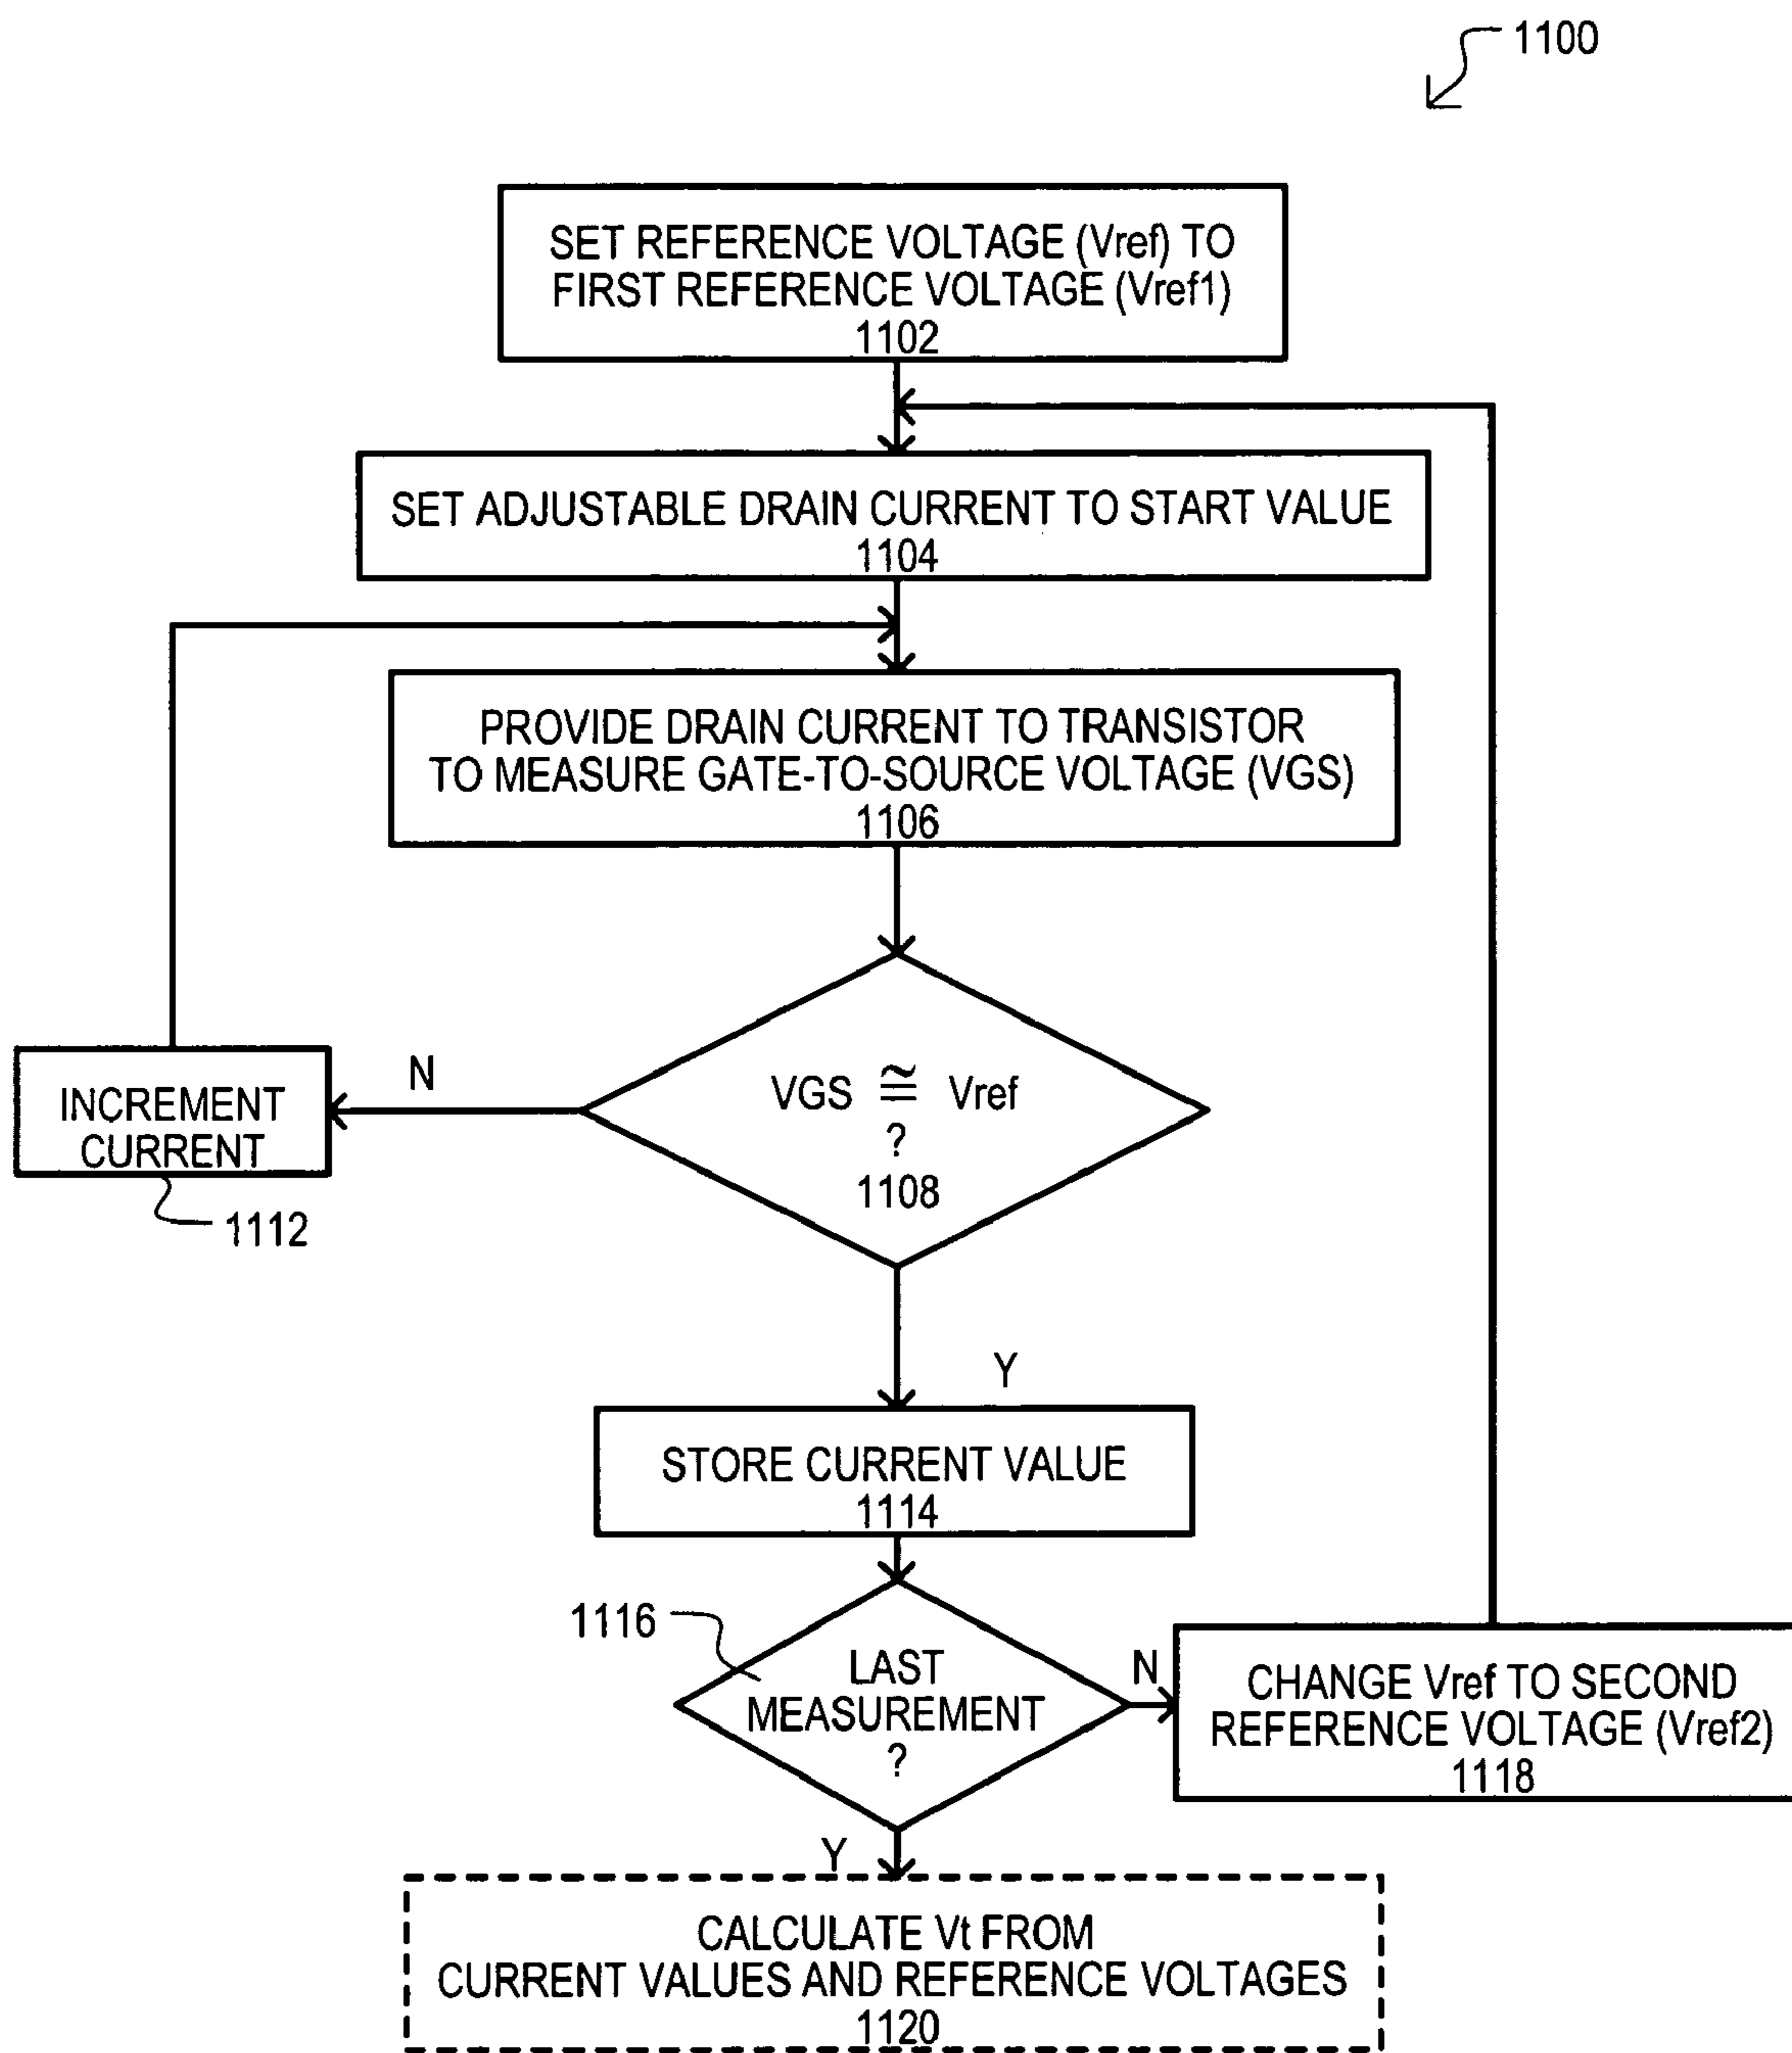 1100
SET REFERENCE VOLTAGE (Vref) TO
FIRST REFERENCE VOLTAGE (Vref1)
1102
SET ADJUSTABLE DRAIN CURRENT TO START VALUE
1104
PROVIDE DRAIN CURRENT TO TRANSISTOR
TO MEASURE GATE-TO-SOURCE VOLTAGE (VGS)
1106
VGS ≅ Vref
?
1108
N
INCREMENT
CURRENT
1112
Y
STORE CURRENT VALUE
1114
1116
LAST
MEASUREMENT
?
N
CHANGE Vref TO SECOND
REFERENCE VOLTAGE (Vref2)
1118
Y
CALCULATE Vt FROM
CURRENT VALUES AND REFERENCE VOLTAGES
1120